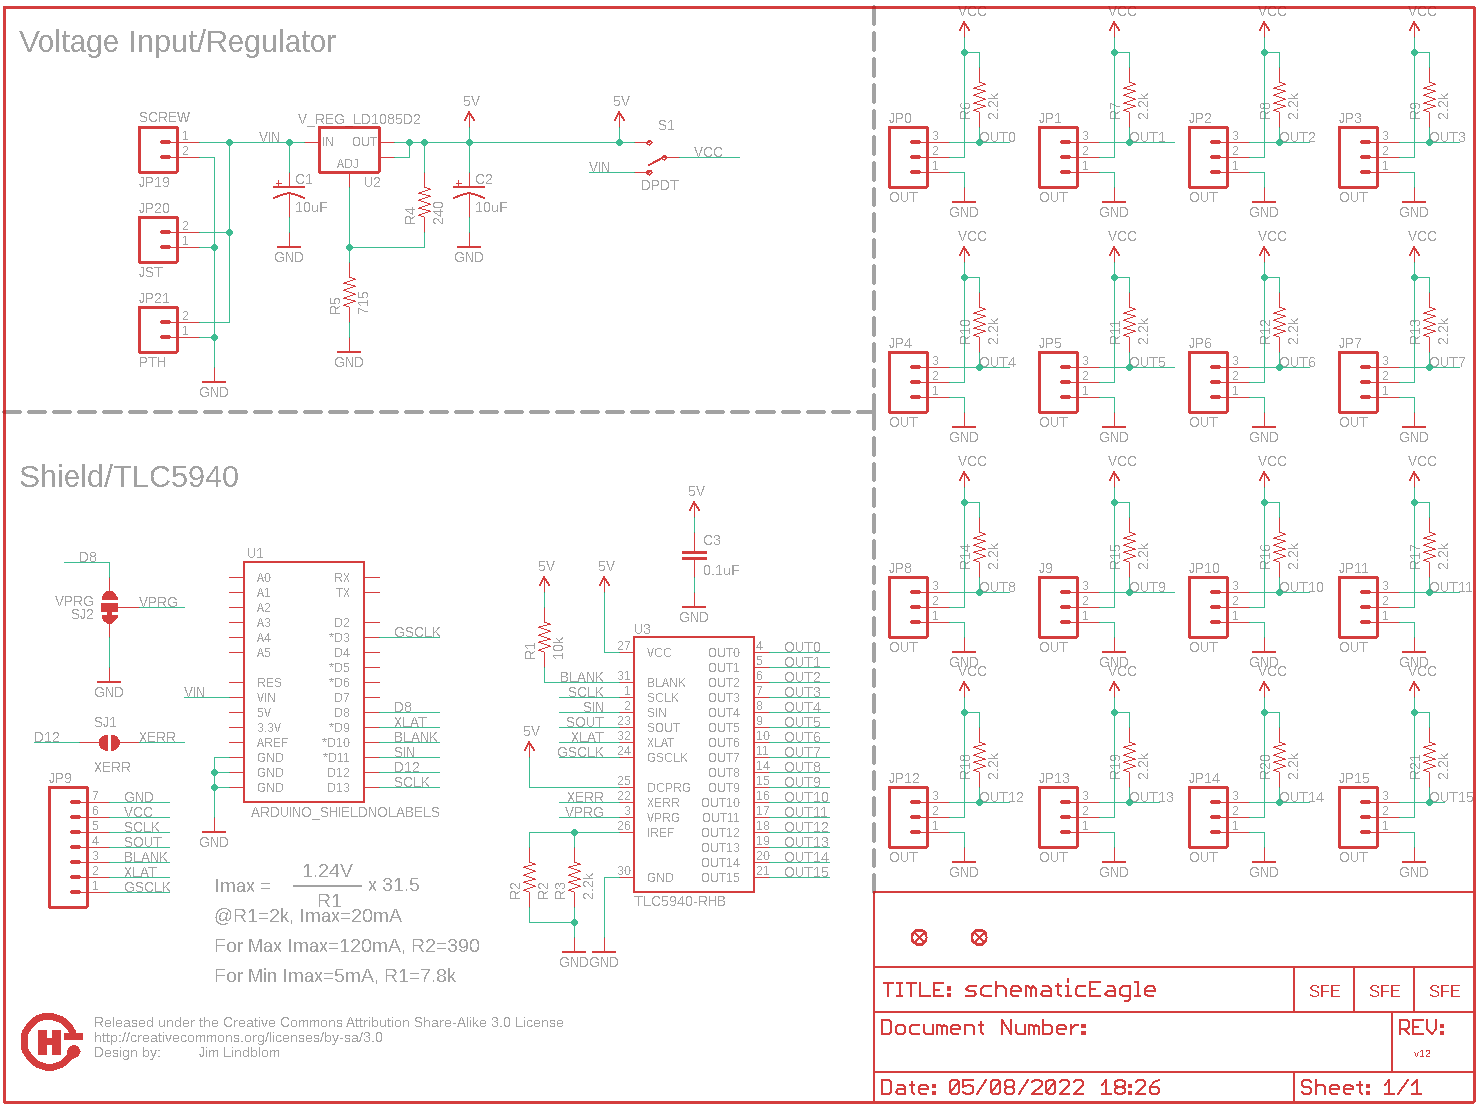 Voltage Input/Regulator
SCREW
1
2
JP19
JP20
2
1
JST
JP21
2
1
PTH
GND
VIN
V_REG_LD1085D2
IN OUT
ADJ
U2
C1
10uF
GND
R4
240
R5
715
GND
5V
C2
10uF
GND
5V
S1
VIN
VCC
DPDT
VCC VCC VCC VCC
R6 2.2k R7 2.2k R8 2.2k R9 2.2k
JP0 JP1 JP2 JP3
3 OUT0 3 OUT1 3 OUT2 3 OUT3
2 2 2 2
1 1 1 1
OUT OUT OUT OUT
GND GND GND GND
VCC VCC VCC VCC
R10 2.2k R11 2.2k R12 2.2k R13 2.2k
JP4 JP5 JP6 JP7
3 OUT4 3 OUT5 3 OUT6 3 OUT7
2 2 2 2
1 1 1 1
OUT OUT OUT OUT
GND GND GND GND
VCC VCC VCC VCC
R14 2.2k R15 2.2k R16 2.2k R17 2.2k
JP8 J9 JP10 JP11
3 OUT8 3 OUT9 3 OUT10 3 OUT11
2 2 2 2
1 1 1 1
OUT OUT OUT OUT
GND GND GND GND
VCC VCC VCC VCC
R18 2.2k R19 2.2k R20 2.2k R21 2.2k
JP12 JP13 JP14 JP15
3 OUT12 3 OUT13 3 OUT14 3 OUT15
2 2 2 2
1 1 1 1
OUT OUT OUT OUT
GND GND GND GND
Shield/TLC5940
D8
VPRG VPRG
SJ2
GND
SJ1
D12 XERR
XERR
JP9
7 GND
6 VCC
5 SCLK
4 SOUT
3 BLANK
2 XLAT
1 GSCLK
U1
A0 RX
A1 TX
A2
A3 D2
A4 *D3 GSCLK
A5 D4
*D5
RES *D6
VIN VIN D7
5V D8 D8
3.3V *D9 XLAT
AREF *D10 BLANK
GND *D11 SIN
GND D12 D12
GND D13 SCLK
ARDUINO_SHIELDNOLABELS
GND
5V
C3
0.1uF
GND
5V 5V
R1
10k
U3
27 VCC OUT0 4 OUT0
OUT1 5 OUT1
BLANK 31 BLANK OUT2 6 OUT2
SCLK 1 SCLK OUT3 7 OUT3
SIN 2 SIN OUT4 8 OUT4
SOUT 23 SOUT OUT5 9 OUT5
XLAT 32 XLAT OUT6 10 OUT6
GSCLK 24 GSCLK OUT7 11 OUT7
5V
OUT8 14 OUT8
25 DCPRG OUT9 15 OUT9
XERR 22 XERR OUT10 16 OUT10
VPRG 3 VPRG OUT11 17 OUT11
26 IREF OUT12 18 OUT12
OUT13 19 OUT13
OUT14 20 OUT14
30 GND OUT15 21 OUT15
TLC5940-RHB
R2
R2
R3
2.2k
GND GND
Imax = 1.24V x 31.5
R1
@R1=2k, Imax=20mA
For Max Imax=120mA, R2=390
For Min Imax=5mA, R1=7.8k
H
Released under the Creative Commons Attribution Share-Alike 3.0 License
http://creativecommons.org/licenses/by-sa/3.0
Design by: Jim Lindblom
TITLE: schematicEagle
SFE SFE SFE
Document Number:
REV:
v12
Date: 05/08/2022 18:26
Sheet: 1/1